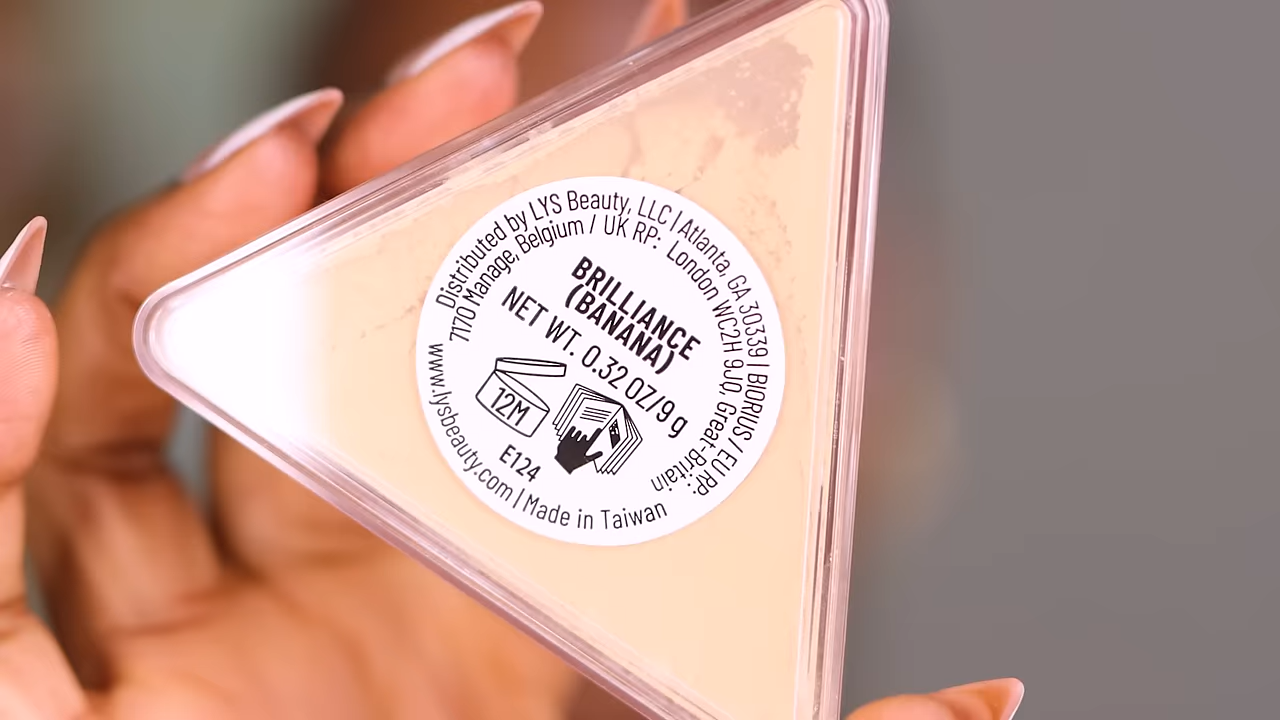 Distributed by LYS Beauty, LLC | Atlanta, GA 30339 | BIORIUS / EU RP:
7170 Manage, Belgium / UK RP: London WC2H 9JQ, Great-Britain
BRILLIANCE
(BANANA)
NET WT. 0.32 OZ/9 g
12M
E124
www.lysbeauty.com | Made in Taiwan